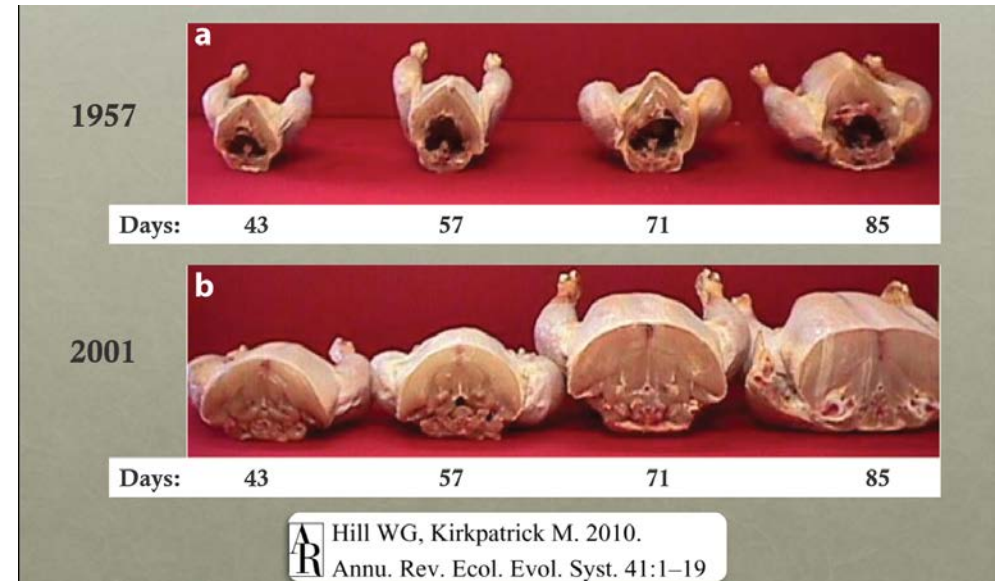 a
1957
Days: 43 57 71 85
b
2001
Days: 43 57 71 85
AR
Hill WG, Kirkpatrick M. 2010.
Annu. Rev. Ecol. Evol. Syst. 41:1–19